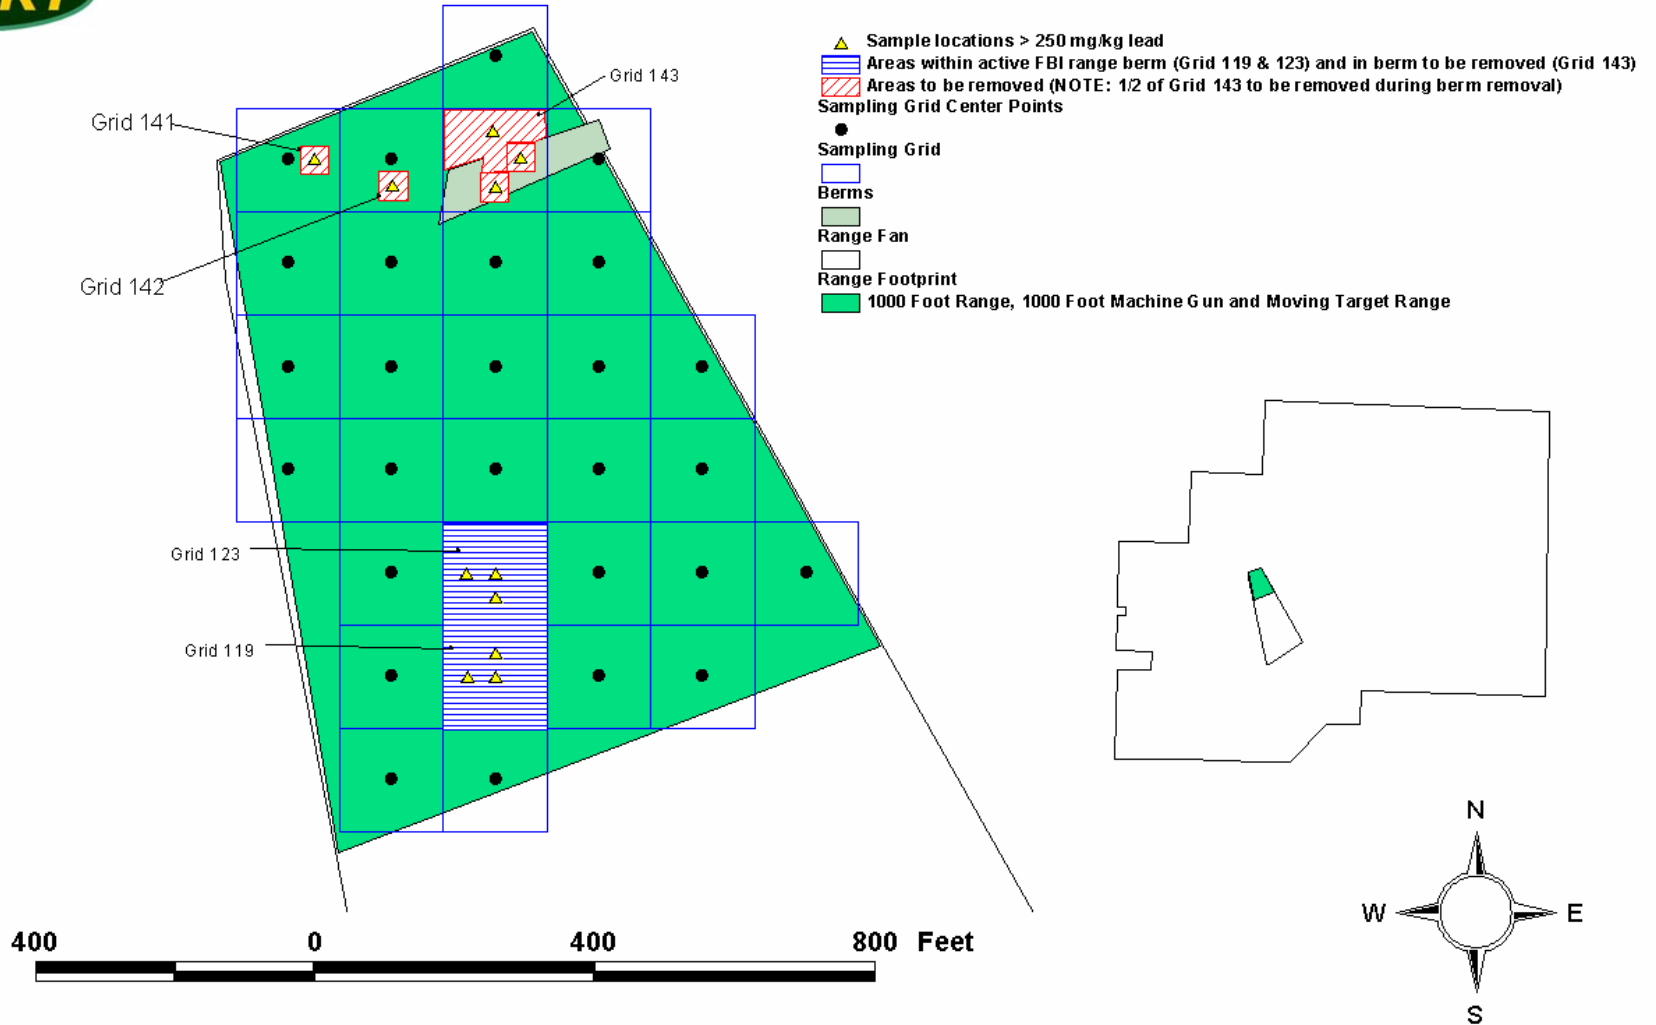 Sample locations > 250 mg/kg lead
Areas within active FBI range berm (Grid 119 & 123) and in berm to be removed (Grid 143)
Areas to be removed (NOTE: 1/2 of Grid 143 to be removed during berm removal)
Sampling Grid Center Points
Sampling Grid
Berms
Range Fan
Range Footprint
1000 Foot Range, 1000 Foot Machine Gun and Moving Target Range
Grid 143
Grid 141
Grid 142
Grid 123
Grid 119
400 0 400 800 Feet
N
W E
S